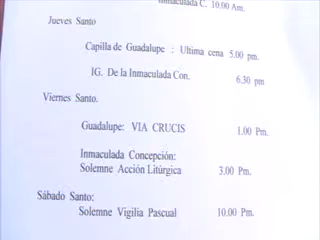 Inmaculada C. 10.00 Am.
Jueves Santo
Capilla de Guadalupe : Ultima cena 5.00 pm.
IG. De la Inmaculada Con. 6.30 pm
Viernes Santo.
Guadalupe: VIA CRUCIS 1.00 Pm.
Inmaculada Concepción:
Solemne Acción Litúrgica 3.00 Pm.
Sábado Santo:
Solemne Vigilia Pascual 10.00 Pm.